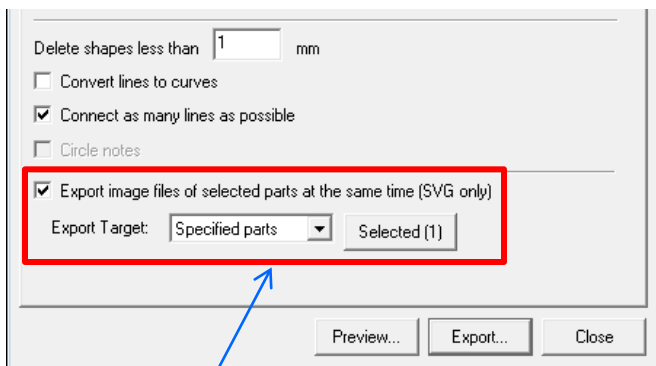 Delete shapes less than 1 mm
Convert lines to curves
Connect as many lines as possible
Circle notes
Export image files of selected parts at the same time (SVG only)
Export Target: Specified parts Selected (1)
Preview... Export... Close